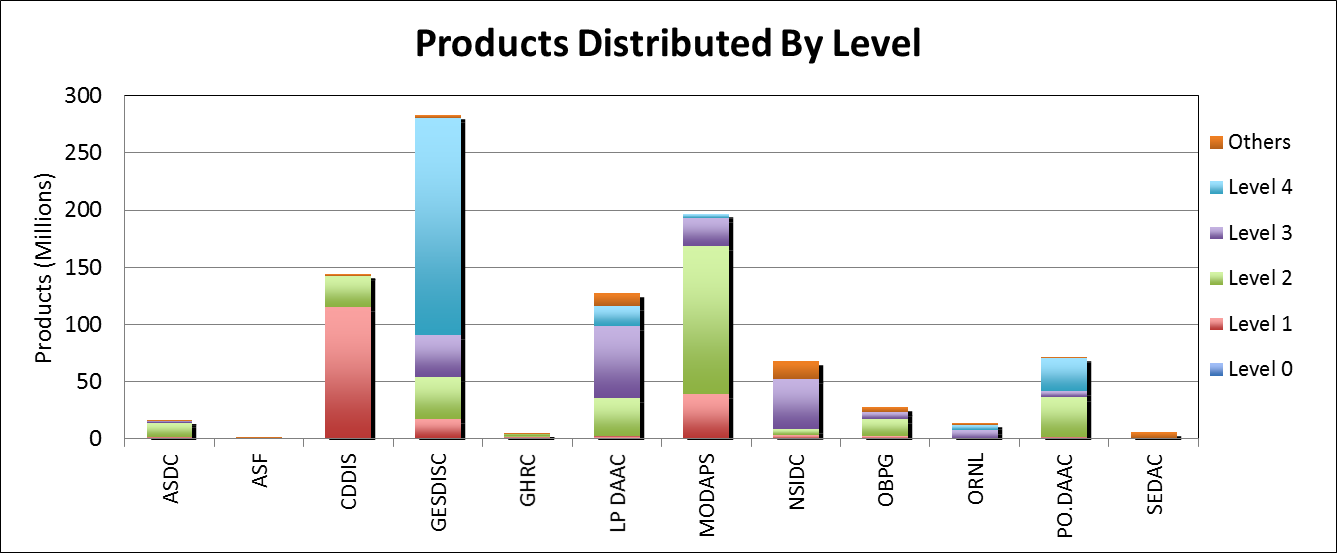 Products Distributed By Level
Products (Millions)
300
250
200
150
100
50
0
ASDC
ASF
CDDIS
GESDISC
GHRC
LP DAAC
MODAPS
NSIDC
OBPG
ORNL
PO.DAAC
SEDAC
Others
Level 4
Level 3
Level 2
Level 1
Level 0